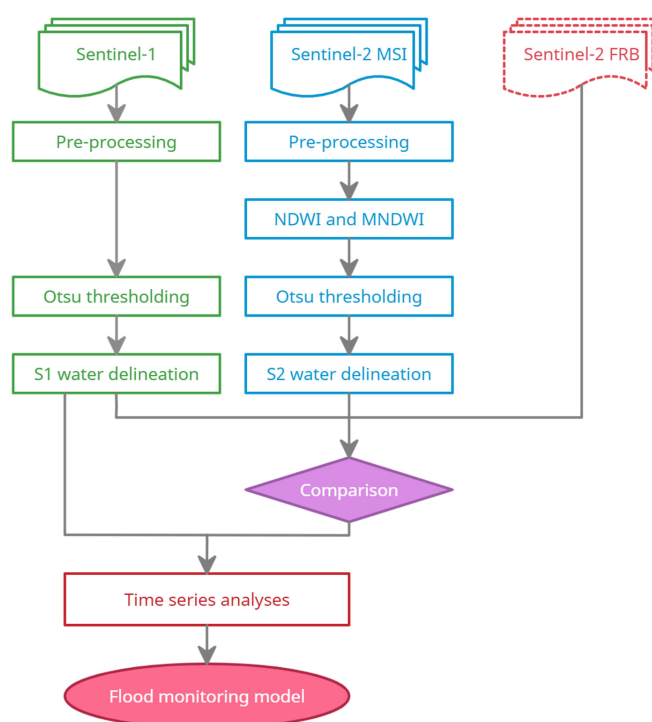 Sentinel-1
Sentinel-2 MSI
Sentinel-2 FRB
Pre-processing
Pre-processing
NDWI and MNDWI
Otsu thresholding
Otsu thresholding
S1 water delineation
S2 water delineation
Comparison
Time series analyses
Flood monitoring model